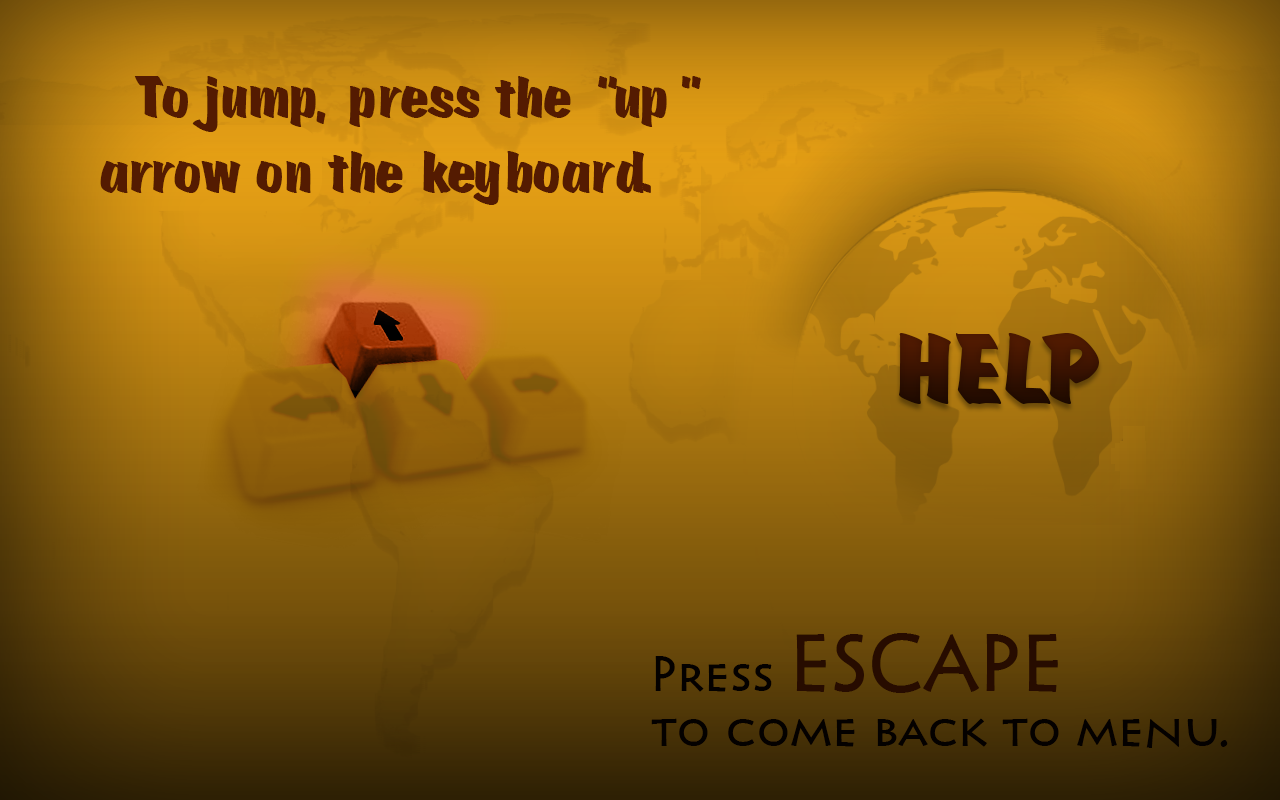 To jump, press the "up"
arrow on the keyboard.
HELP
Press ESCAPE
to come back to menu.